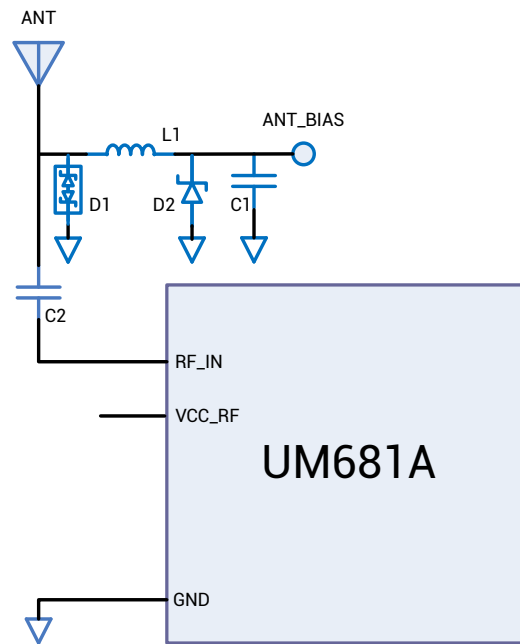 ANT
L1
ANT_BIAS
D1
D2
C1
C2
RF_IN
VCC_RF
UM681A
GND